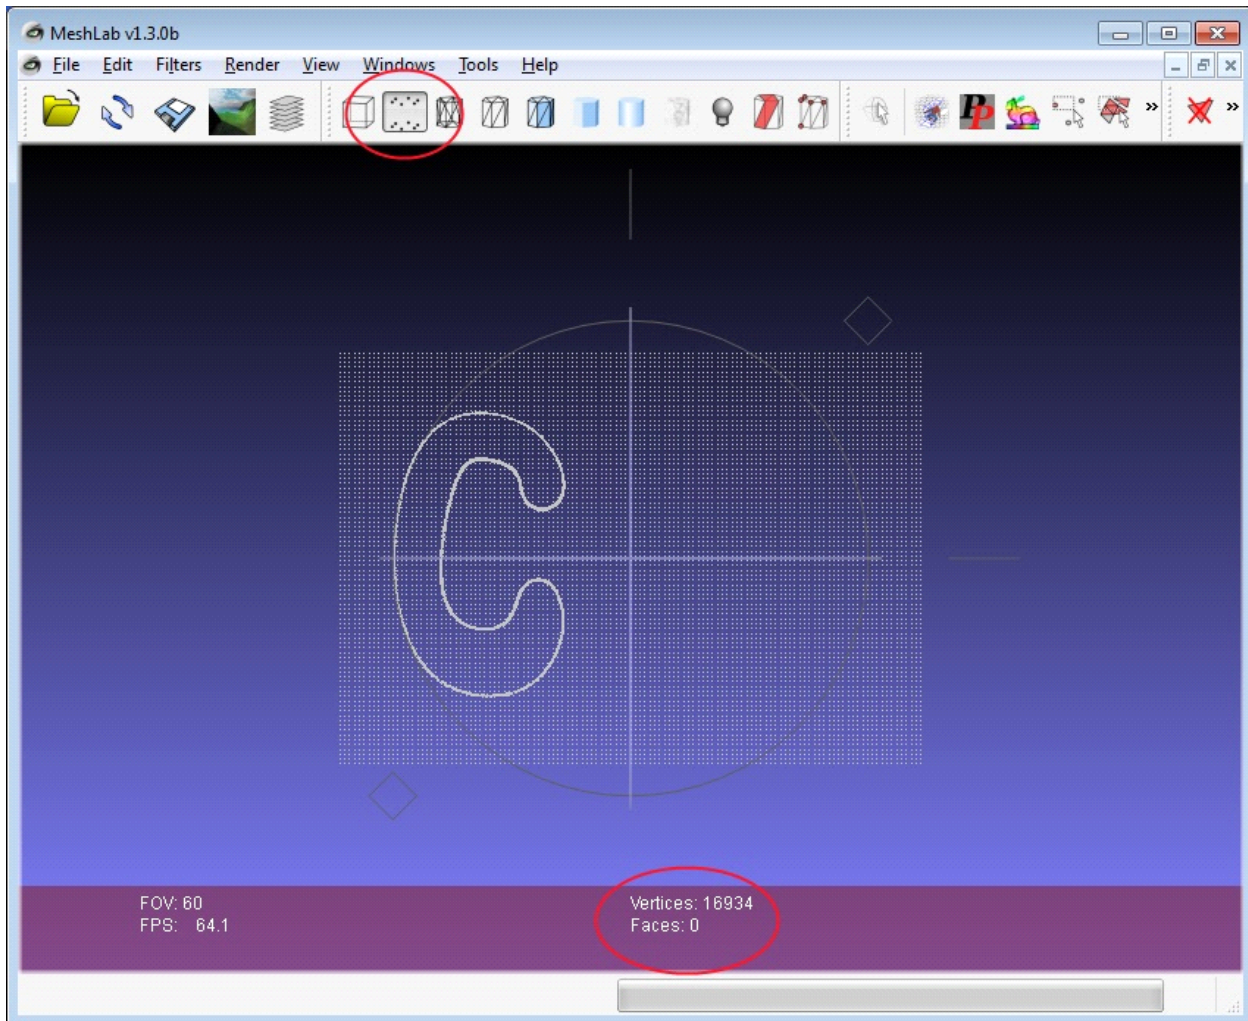 MeshLab v1.3.0b
File Edit Filters Render View Windows Tools Help
PP
FOV: 60
FPS: 64.1
Vertices: 16934
Faces: 0